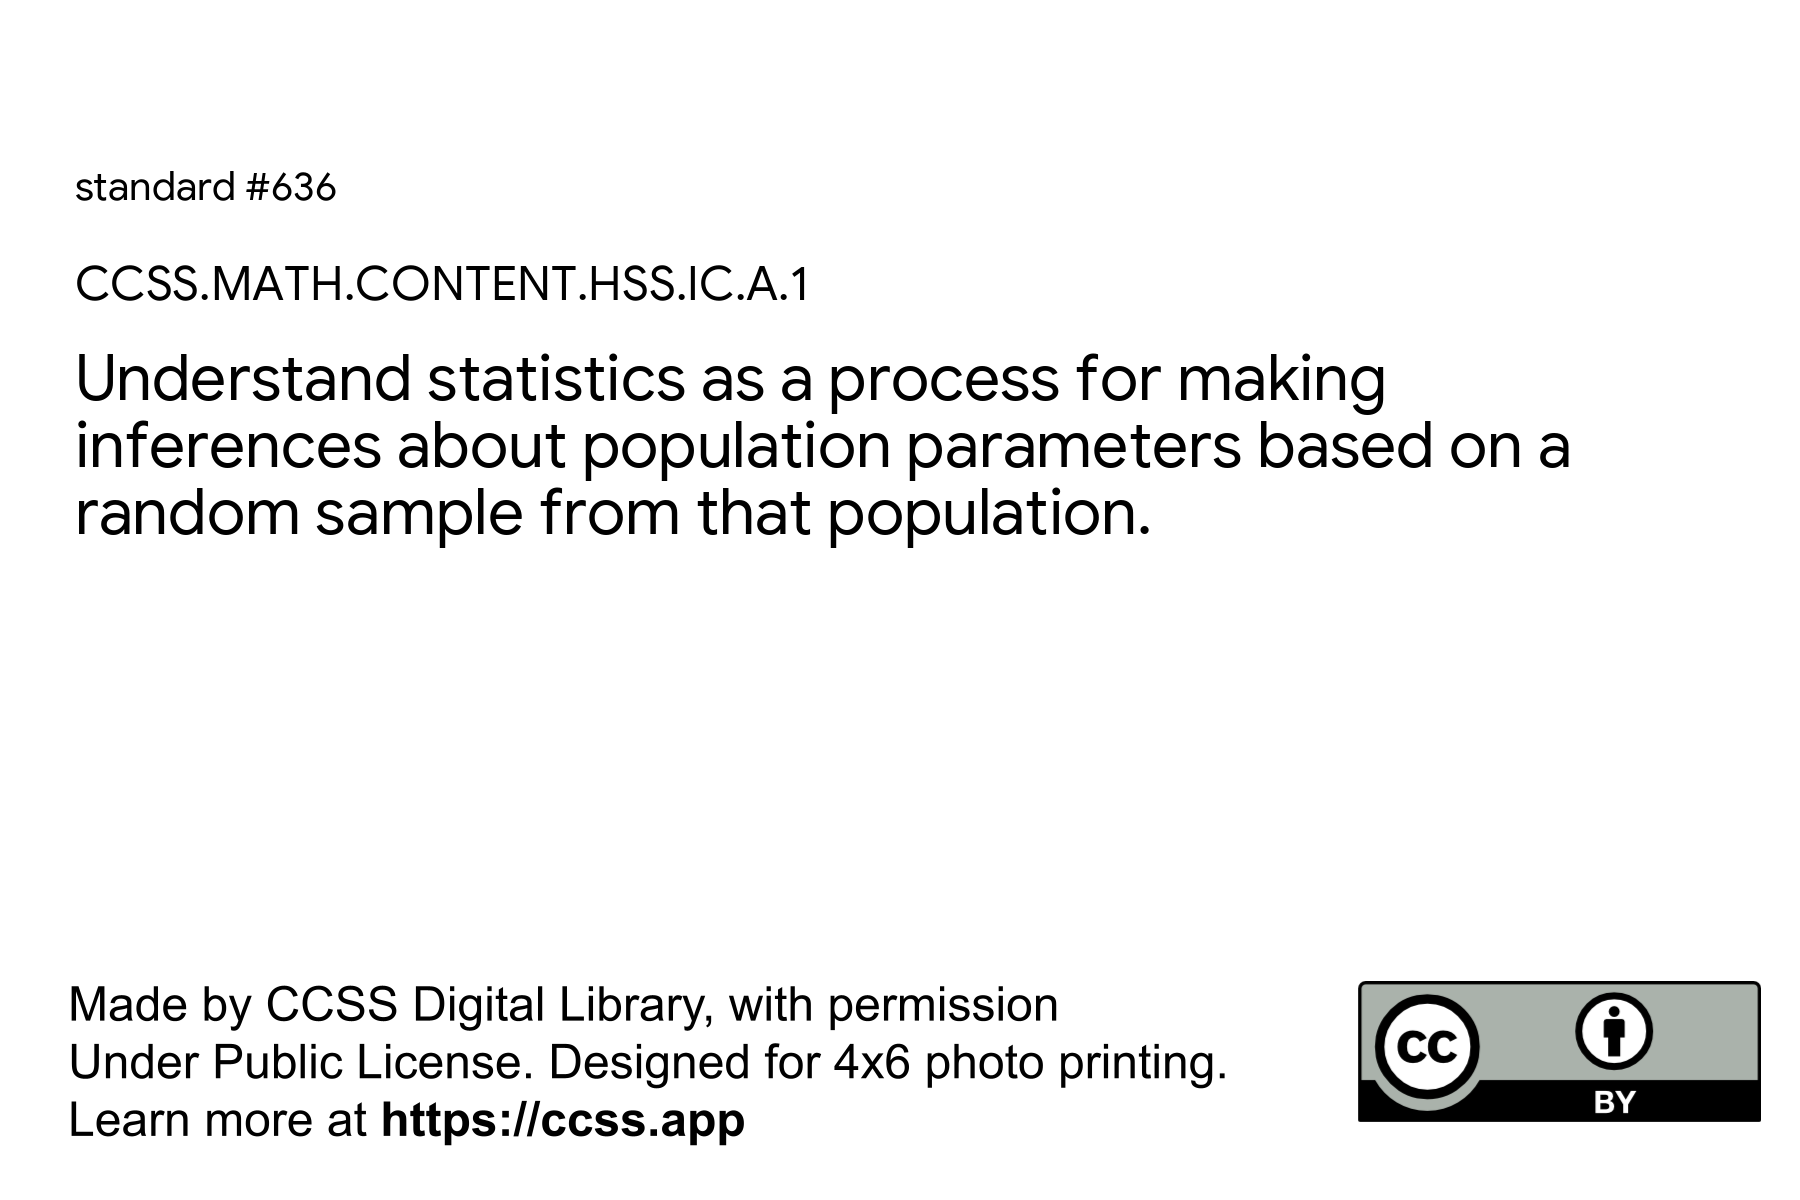 standard #636
CCSS.MATH.CONTENT.HSS.IC.A.1
Understand statistics as a process for making
inferences about population parameters based on a
random sample from that population.
Made by CCSS Digital Library, with permission
Under Public License. Designed for 4x6 photo printing.
Learn more at https://ccss.app
CC
BY